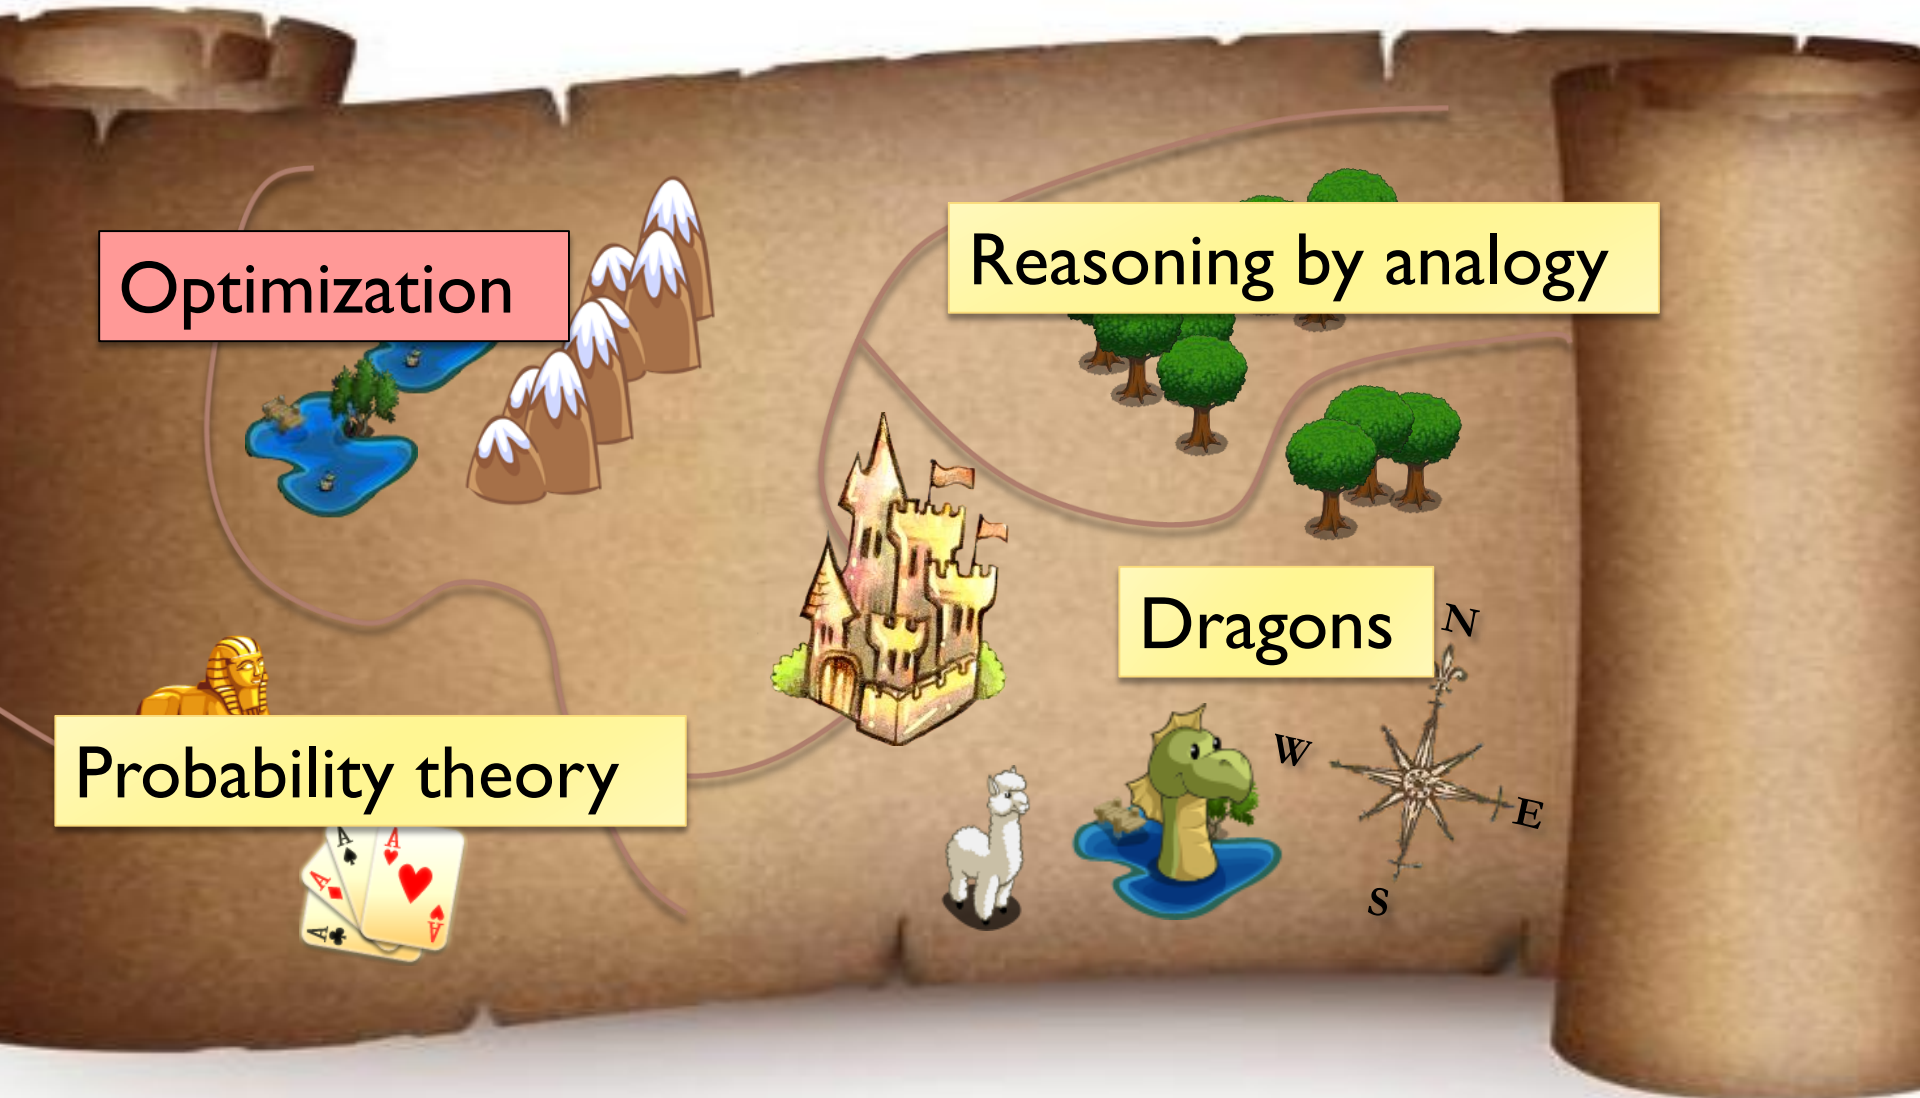 Optimization
Reasoning by analogy
Dragons
N
W
E
S
Probability theory
A
A
A
A
A